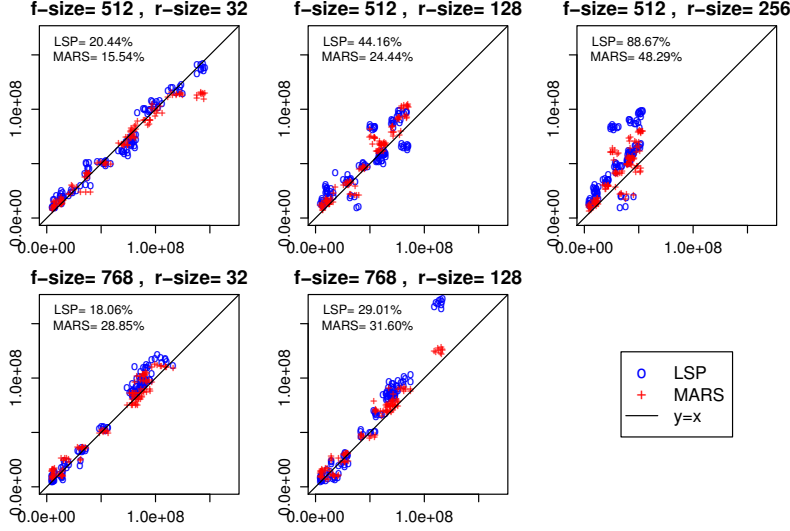 f-size= 512 , r-size= 32
LSP= 20.44%
MARS= 15.54%
0.0e+00
1.0e+08
0.0e+00
1.0e+08
f-size= 512 , r-size= 128
LSP= 44.16%
MARS= 24.44%
0.0e+00
1.0e+08
0.0e+00
1.0e+08
f-size= 512 , r-size= 256
LSP= 88.67%
MARS= 48.29%
0.0e+00
1.0e+08
0.0e+00
1.0e+08
f-size= 768 , r-size= 32
LSP= 18.06%
MARS= 28.85%
0.0e+00
1.0e+08
0.0e+00
1.0e+08
f-size= 768 , r-size= 128
LSP= 29.01%
MARS= 31.60%
0.0e+00
1.0e+08
0.0e+00
1.0e+08
LSP
MARS
y=x